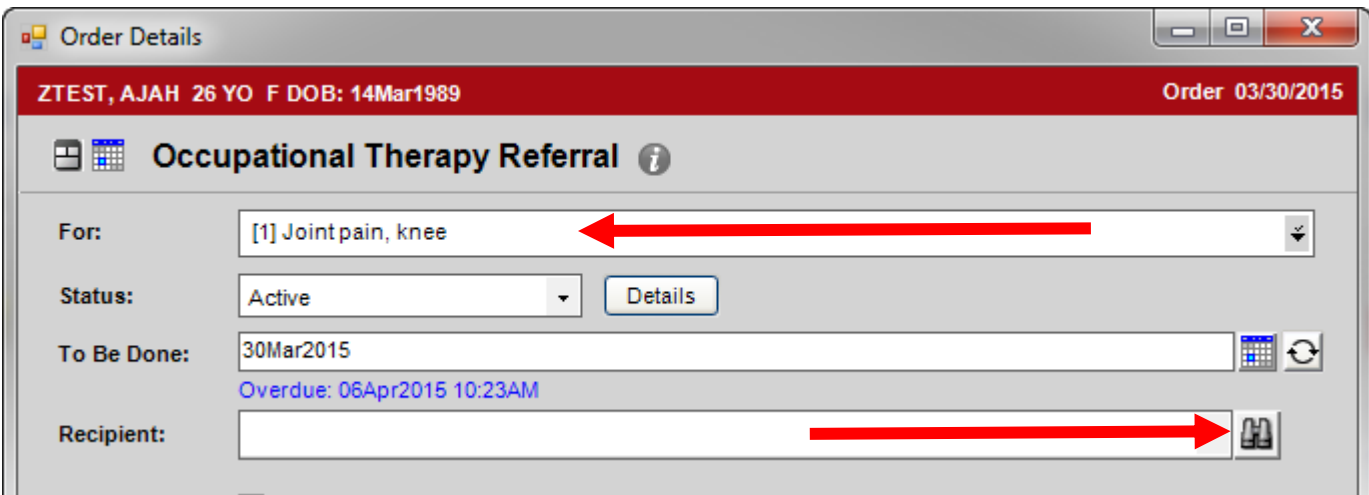 Order Details
ZTEST, AJAH 26 YO F DOB: 14Mar1989 Order 03/30/2015
Occupational Therapy Referral
For: [1] Joint pain, knee
Status: Active Details
To Be Done: 30Mar2015
Overdue: 06Apr2015 10:23AM
Recipient: